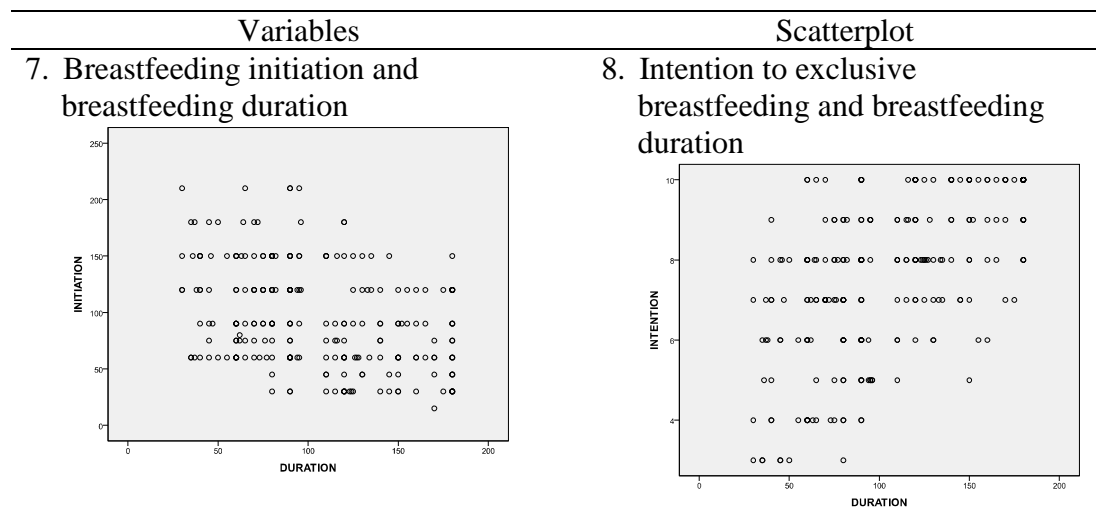 Variables
Scatterplot
7. Breastfeeding initiation and
breastfeeding duration
250
200
150
100
50
0
INITIATION
0 50 100 150 200
DURATION
8. Intention to exclusive
breastfeeding and breastfeeding
duration
10
8
6
4
INTENTION
0 50 100 150 200
DURATION